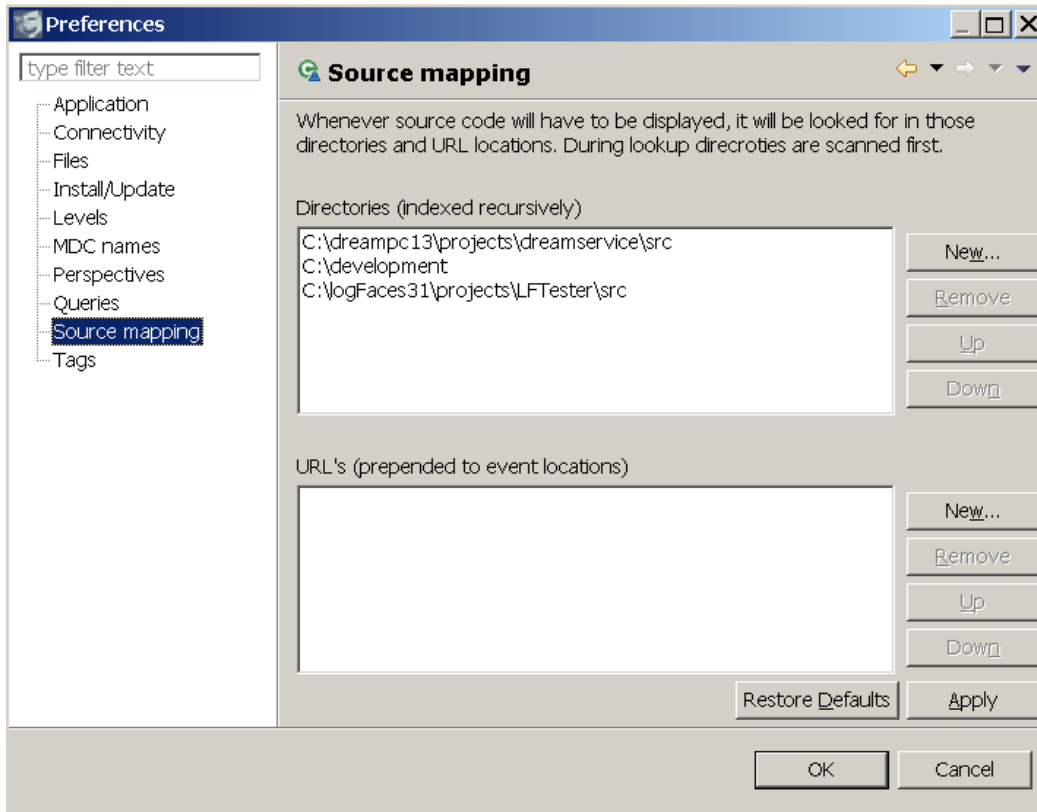 Preferences
type filter text
Application
Connectivity
Files
Install/Update
Levels
MDC names
Perspectives
Queries
Source mapping
Tags
Source mapping
Whenever source code will have to be displayed, it will be looked for in those
directories and URL locations. During lookup direcroties are scanned first.
Directories (indexed recursively)
C:\dreampc13\projects\dreamservice\src
C:\development
C:\logFaces31\projects\LFTester\src
New...
Remove
Up
Down
URL's (prepended to event locations)
New...
Remove
Up
Down
Restore Defaults
Apply
OK
Cancel